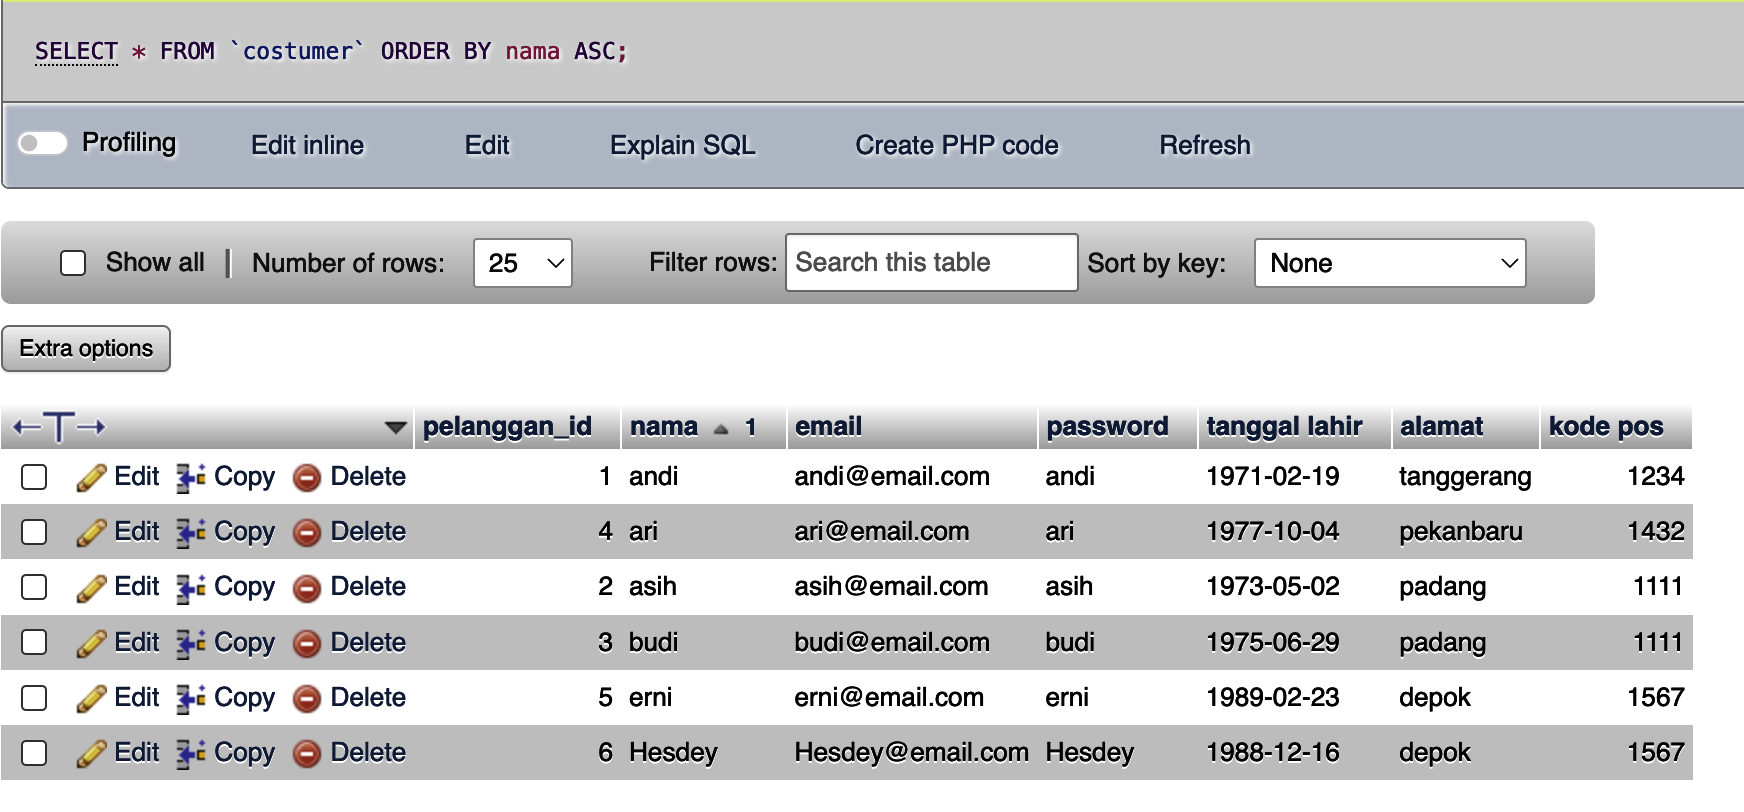 SELECT * FROM `costumer` ORDER BY nama ASC;
Profiling Edit inline Edit Explain SQL Create PHP code Refresh
Show all | Number of rows: 25 Filter rows: Search this table Sort by key: None
Extra options
←T→ pelanggan_id nama 1 email password tanggal lahir alamat kode pos
Edit Copy Delete 1 andi andi@email.com andi 1971-02-19 tanggerang 1234
Edit Copy Delete 4 ari ari@email.com ari 1977-10-04 pekanbaru 1432
Edit Copy Delete 2 asih asih@email.com asih 1973-05-02 padang 1111
Edit Copy Delete 3 budi budi@email.com budi 1975-06-29 padang 1111
Edit Copy Delete 5 erni erni@email.com erni 1989-02-23 depok 1567
Edit Copy Delete 6 Hesdey Hesdey@email.com Hesdey 1988-12-16 depok 1567